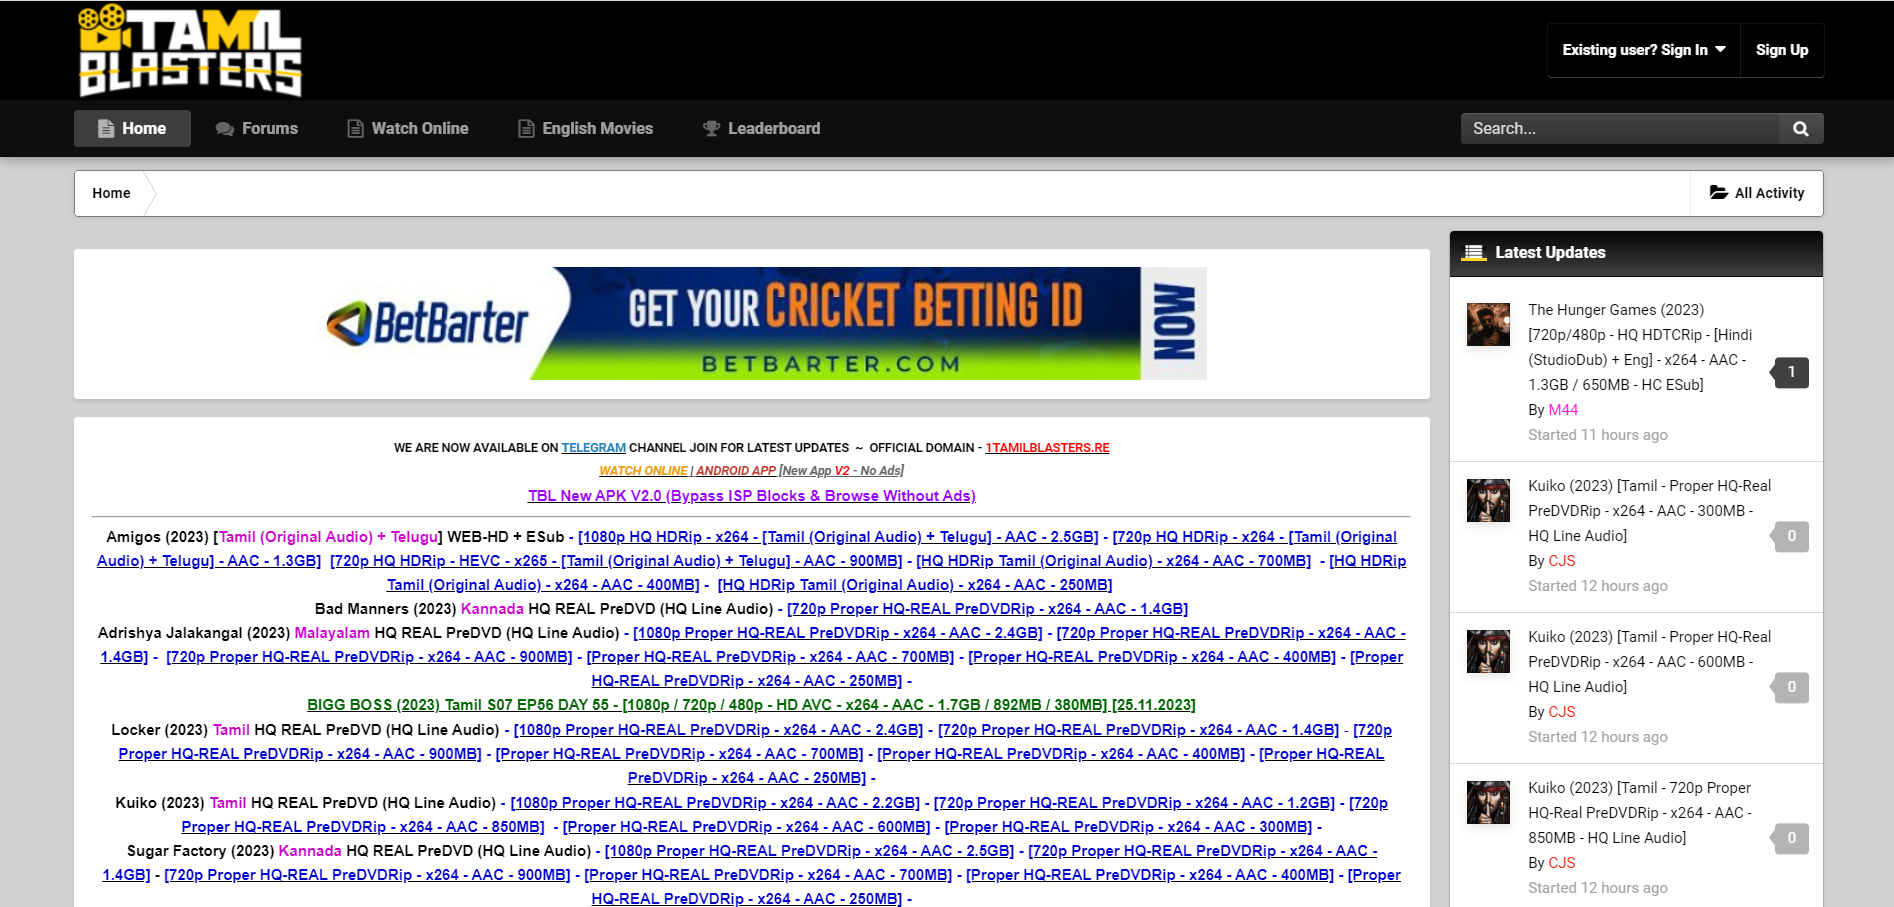 TAMIL
BLASTERS
Existing user? Sign In
Sign Up
Home
Forums
Watch Online
English Movies
Leaderboard
Search...
Home
All Activity
BetBarter
GET YOUR CRICKET BETTING ID
BETBARTER.COM
NOW
WE ARE NOW AVAILABLE ON TELEGRAM CHANNEL JOIN FOR LATEST UPDATES ~ OFFICIAL DOMAIN - 1TAMILBLASTERS.RE
WATCH ONLINE | ANDROID APP [New App V2 - No Ads]
TBL New APK V2.0 (Bypass ISP Blocks & Browse Without Ads)
Amigos (2023) [Tamil (Original Audio) + Telugu] WEB-HD + ESub - [1080p HQ HDRip - x264 - [Tamil (Original Audio) + Telugu] - AAC - 2.5GB] - [720p HQ HDRip - x264 - [Tamil (Original
Audio) + Telugu] - AAC - 1.3GB] [720p HQ HDRip - HEVC - x265 - [Tamil (Original Audio) + Telugu] - AAC - 900MB] - [HQ HDRip Tamil (Original Audio) - x264 - AAC - 700MB] - [HQ HDRip
Tamil (Original Audio) - x264 - AAC - 400MB] - [HQ HDRip Tamil (Original Audio) - x264 - AAC - 250MB]
Bad Manners (2023) Kannada HQ REAL PreDVD (HQ Line Audio) - [720p Proper HQ-REAL PreDVDRip - x264 - AAC - 1.4GB]
Adrishya Jalakangal (2023) Malayalam HQ REAL PreDVD (HQ Line Audio) - [1080p Proper HQ-REAL PreDVDRip - x264 - AAC - 2.4GB] - [720p Proper HQ-REAL PreDVDRip - x264 - AAC -
1.4GB] - [720p Proper HQ-REAL PreDVDRip - x264 - AAC - 900MB] - [Proper HQ-REAL PreDVDRip - x264 - AAC - 700MB] - [Proper HQ-REAL PreDVDRip - x264 - AAC - 400MB] - [Proper
HQ-REAL PreDVDRip - x264 - AAC - 250MB] -
BIGG BOSS (2023) Tamil S07 EP56 DAY 55 - [1080p / 720p / 480p - HD AVC - x264 - AAC - 1.7GB / 892MB / 380MB] [25.11.2023]
Locker (2023) Tamil HQ REAL PreDVD (HQ Line Audio) - [1080p Proper HQ-REAL PreDVDRip - x264 - AAC - 2.4GB] - [720p Proper HQ-REAL PreDVDRip - x264 - AAC - 1.4GB] - [720p
Proper HQ-REAL PreDVDRip - x264 - AAC - 900MB] - [Proper HQ-REAL PreDVDRip - x264 - AAC - 700MB] - [Proper HQ-REAL PreDVDRip - x264 - AAC - 400MB] - [Proper HQ-REAL
PreDVDRip - x264 - AAC - 250MB] -
Kuiko (2023) Tamil HQ REAL PreDVD (HQ Line Audio) - [1080p Proper HQ-REAL PreDVDRip - x264 - AAC - 2.2GB] - [720p Proper HQ-REAL PreDVDRip - x264 - AAC - 1.2GB] - [720p
Proper HQ-REAL PreDVDRip - x264 - AAC - 850MB] - [Proper HQ-REAL PreDVDRip - x264 - AAC - 600MB] - [Proper HQ-REAL PreDVDRip - x264 - AAC - 300MB] -
Sugar Factory (2023) Kannada HQ REAL PreDVD (HQ Line Audio) - [1080p Proper HQ-REAL PreDVDRip - x264 - AAC - 2.5GB] - [720p Proper HQ-REAL PreDVDRip - x264 - AAC -
1.4GB] - [720p Proper HQ-REAL PreDVDRip - x264 - AAC - 900MB] - [Proper HQ-REAL PreDVDRip - x264 - AAC - 700MB] - [Proper HQ-REAL PreDVDRip - x264 - AAC - 400MB] - [Proper
HQ-REAL PreDVDRip - x264 - AAC - 250MB] -
Latest Updates
The Hunger Games (2023)
[720p/480p - HQ HDTCRip - [Hindi
(StudioDub) + Eng] - x264 - AAC -
1.3GB / 650MB - HC ESub]
By M44
Started 11 hours ago
1
Kuiko (2023) [Tamil - Proper HQ-Real
PreDVDRip - x264 - AAC - 300MB -
HQ Line Audio]
By CJS
Started 12 hours ago
0
Kuiko (2023) [Tamil - Proper HQ-Real
PreDVDRip - x264 - AAC - 600MB -
HQ Line Audio]
By CJS
Started 12 hours ago
0
Kuiko (2023) [Tamil - 720p Proper
HQ-Real PreDVDRip - x264 - AAC -
850MB - HQ Line Audio]
By CJS
Started 12 hours ago
0